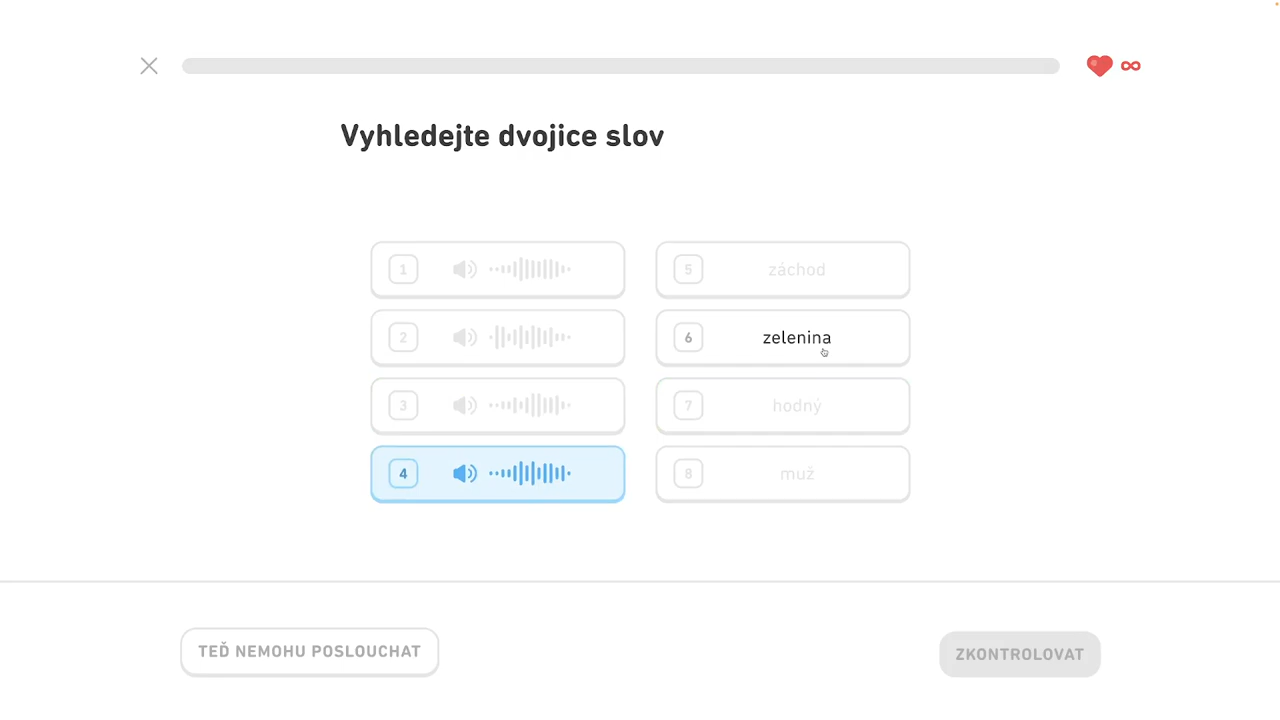 Vyhledejte dvojice slov
1
5 záchod
2
6 zelenina
3
7 hodný
4
8 muž
TEĎ NEMOHU POSLOUCHAT
ZKONTROLOVAT